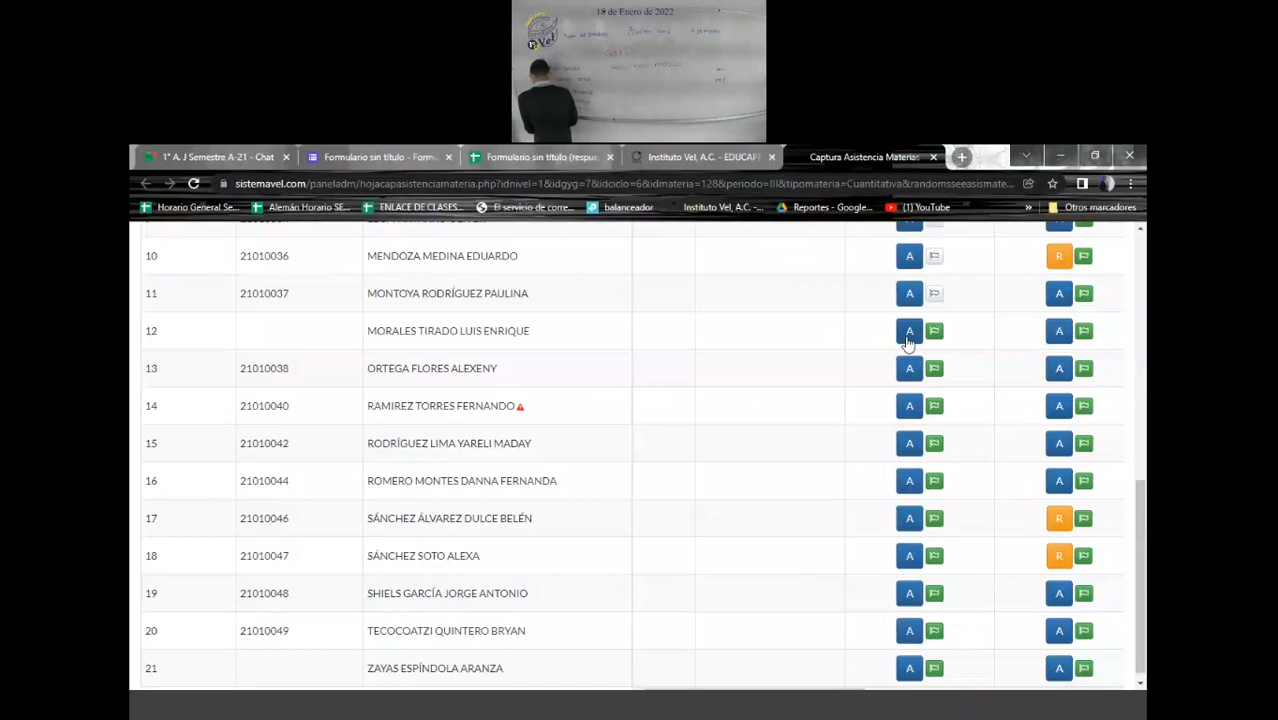 18 de Enero de 2022
Vel
1° A. J Semestre A-21 - Chat
Formulario sin título - Form
Formulario sin título (respue
Instituto Vel, A.C. - EDUCAP
Captura Asistencia Materias
sistemavel.com/paneladm/hojacapasistenciamateria.php?idnivel=1&idgyg=7&idciclo=6&idmateria=128&periodo=III&tipomateria=Cuantitativa&randomsseeasismate...
Horario General Se...
Alemán Horario SE...
ENLACE DE CLASES...
El servicio de corre...
balanceador
Instituto Vel, A.C. -...
Reportes - Google...
(1) YouTube
»
Otros marcadores
10 21010036 MENDOZA MEDINA EDUARDO A R
11 21010037 MONTOYA RODRÍGUEZ PAULINA A A
12 MORALES TIRADO LUIS ENRIQUE A A
13 21010038 ORTEGA FLORES ALEXENY A A
14 21010040 RAMIREZ TORRES FERNANDO A A
15 21010042 RODRÍGUEZ LIMA YARELI MADAY A A
16 21010044 ROMERO MONTES DANNA FERNANDA A A
17 21010046 SÁNCHEZ ÁLVAREZ DULCE BELÉN A R
18 21010047 SÁNCHEZ SOTO ALEXA A R
19 21010048 SHIELS GARCÍA JORGE ANTONIO A A
20 21010049 TECOCOATZI QUINTERO BRYAN A A
21 ZAYAS ESPÍNDOLA ARANZA A A